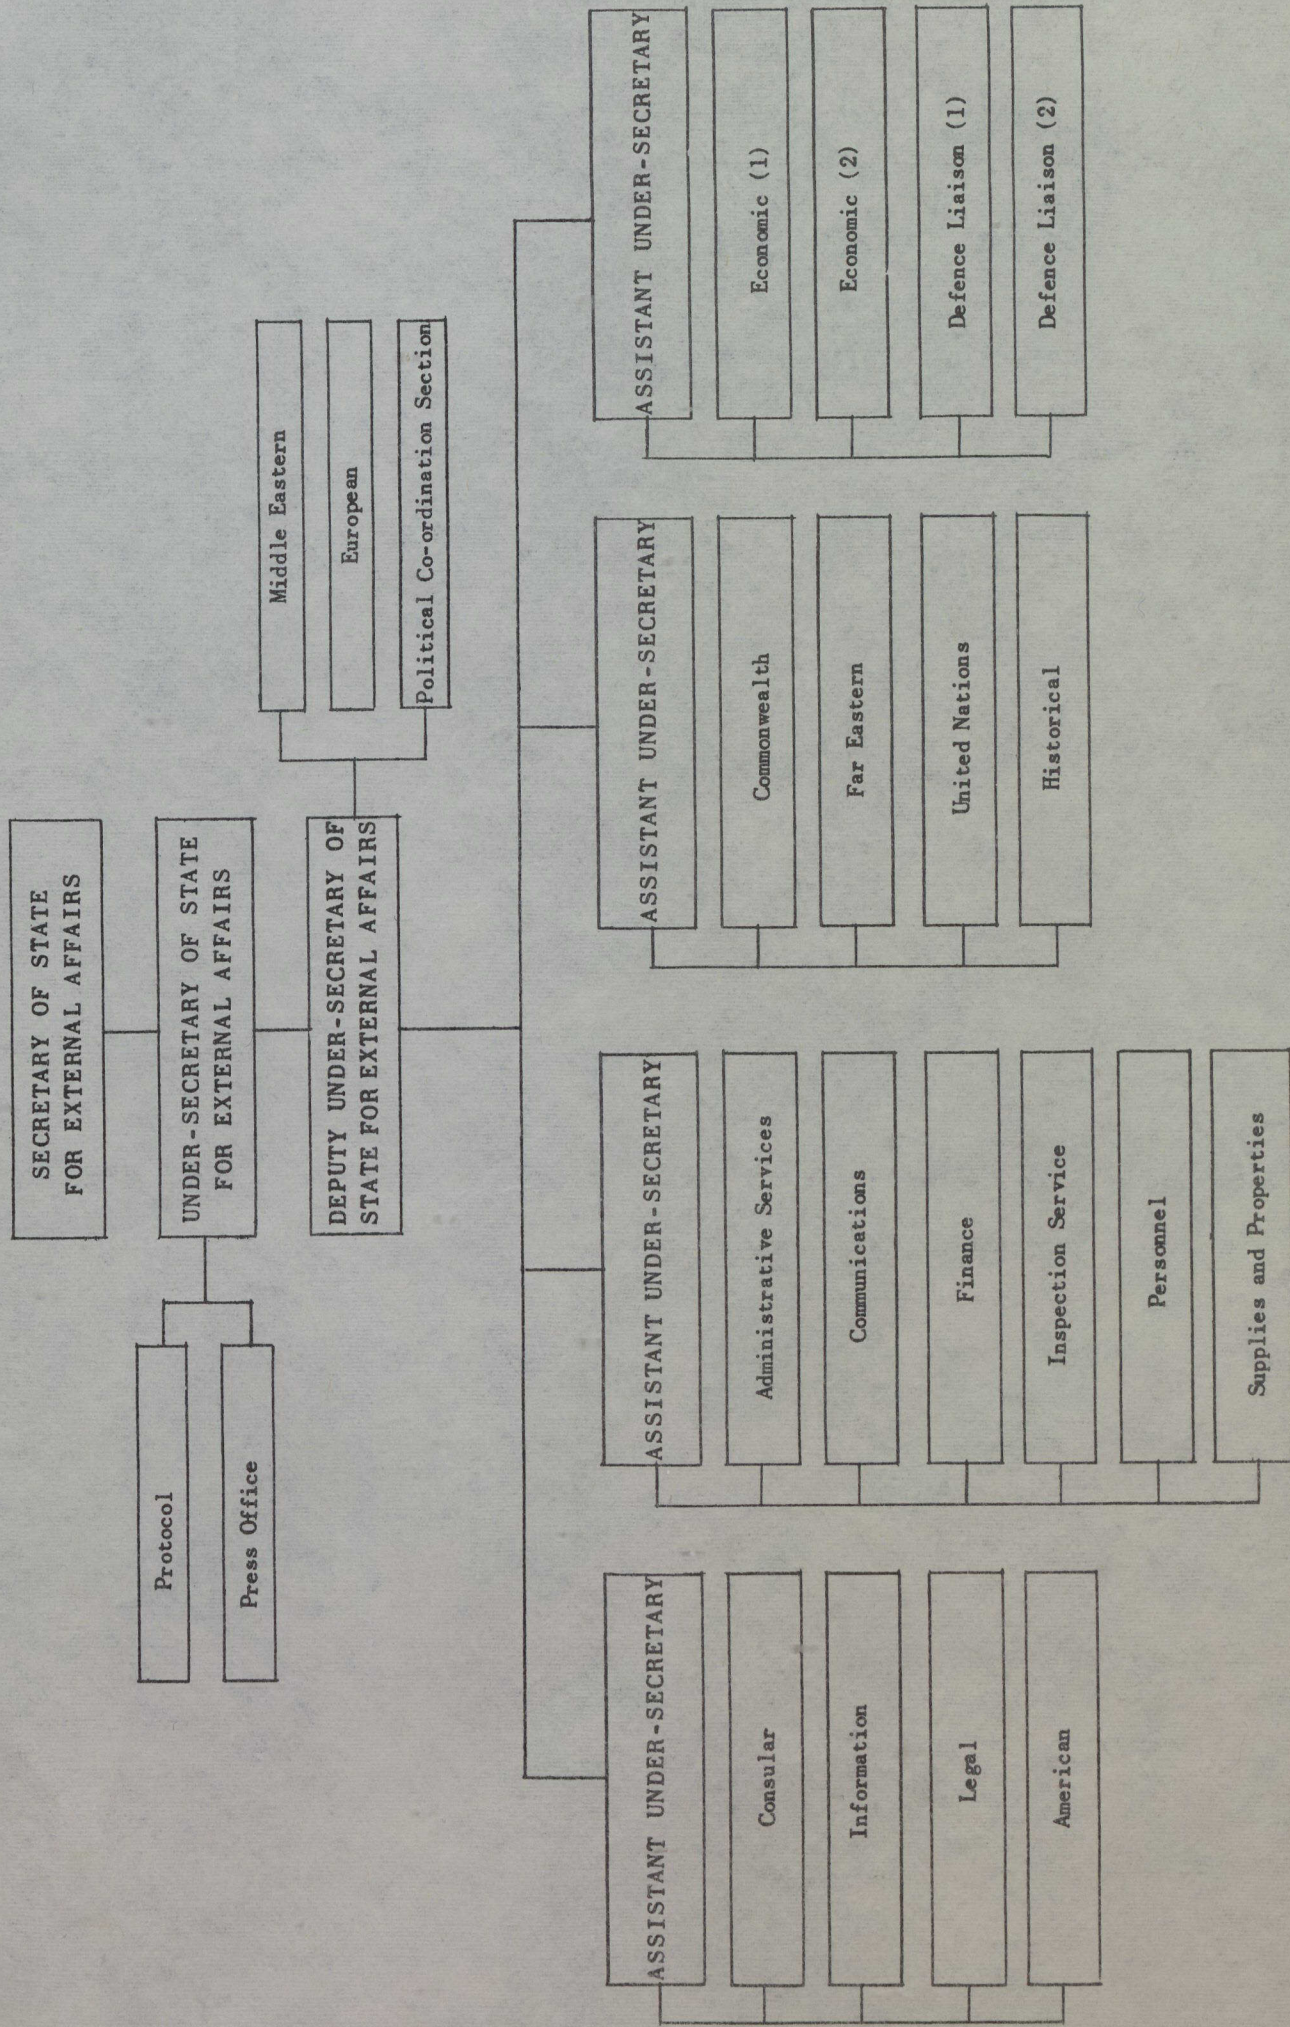 SECRETARY OF STATE
FOR EXTERNAL AFFAIRS
UNDER-SECRETARY OF STATE
FOR EXTERNAL AFFAIRS
Protocol
Press Office
DEPUTY UNDER-SECRETARY OF
STATE FOR EXTERNAL AFFAIRS
Middle Eastern
European
Political Co-ordination Section
ASSISTANT UNDER-SECRETARY
Consular
Information
Legal
American
ASSISTANT UNDER-SECRETARY
Administrative Services
Communications
Finance
Inspection Service
Personnel
Supplies and Properties
ASSISTANT UNDER-SECRETARY
Commonwealth
Far Eastern
United Nations
Historical
ASSISTANT UNDER-SECRETARY
Economic (1)
Economic (2)
Defence Liaison (1)
Defence Liaison (2)